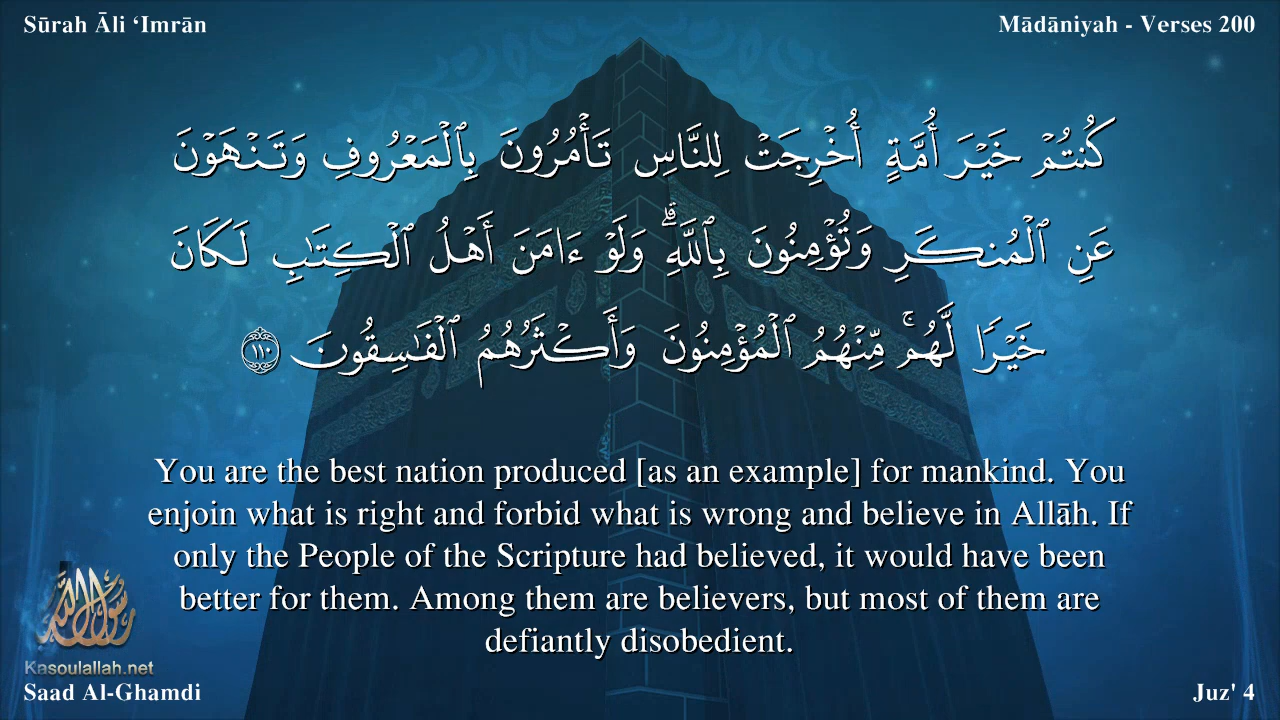 Sūrah Āli ‘Imrān
Mādāniyah - Verses 200
كُنتُمْ خَيْرَ أُمَّةٍ أُخْرِجَتْ لِلنَّاسِ تَأْمُرُونَ بِٱلْمَعْرُوفِ وَتَنْهَوْنَ
عَنِ ٱلْمُنكَرِ وَتُؤْمِنُونَ بِٱللَّهِ ۗ وَلَوْ ءَامَنَ أَهْلُ ٱلْكِتَٰبِ لَكَانَ
خَيْرًا لَّهُم ۚ مِّنْهُمُ ٱلْمُؤْمِنُونَ وَأَكْثَرُهُمُ ٱلْفَٰسِقُونَ ١١٠
You are the best nation produced [as an example] for mankind. You
enjoin what is right and forbid what is wrong and believe in Allāh. If
only the People of the Scripture had believed, it would have been
better for them. Among them are believers, but most of them are
defiantly disobedient.
رسول الله
Rasoulallah.net
Saad Al-Ghamdi
Juz' 4